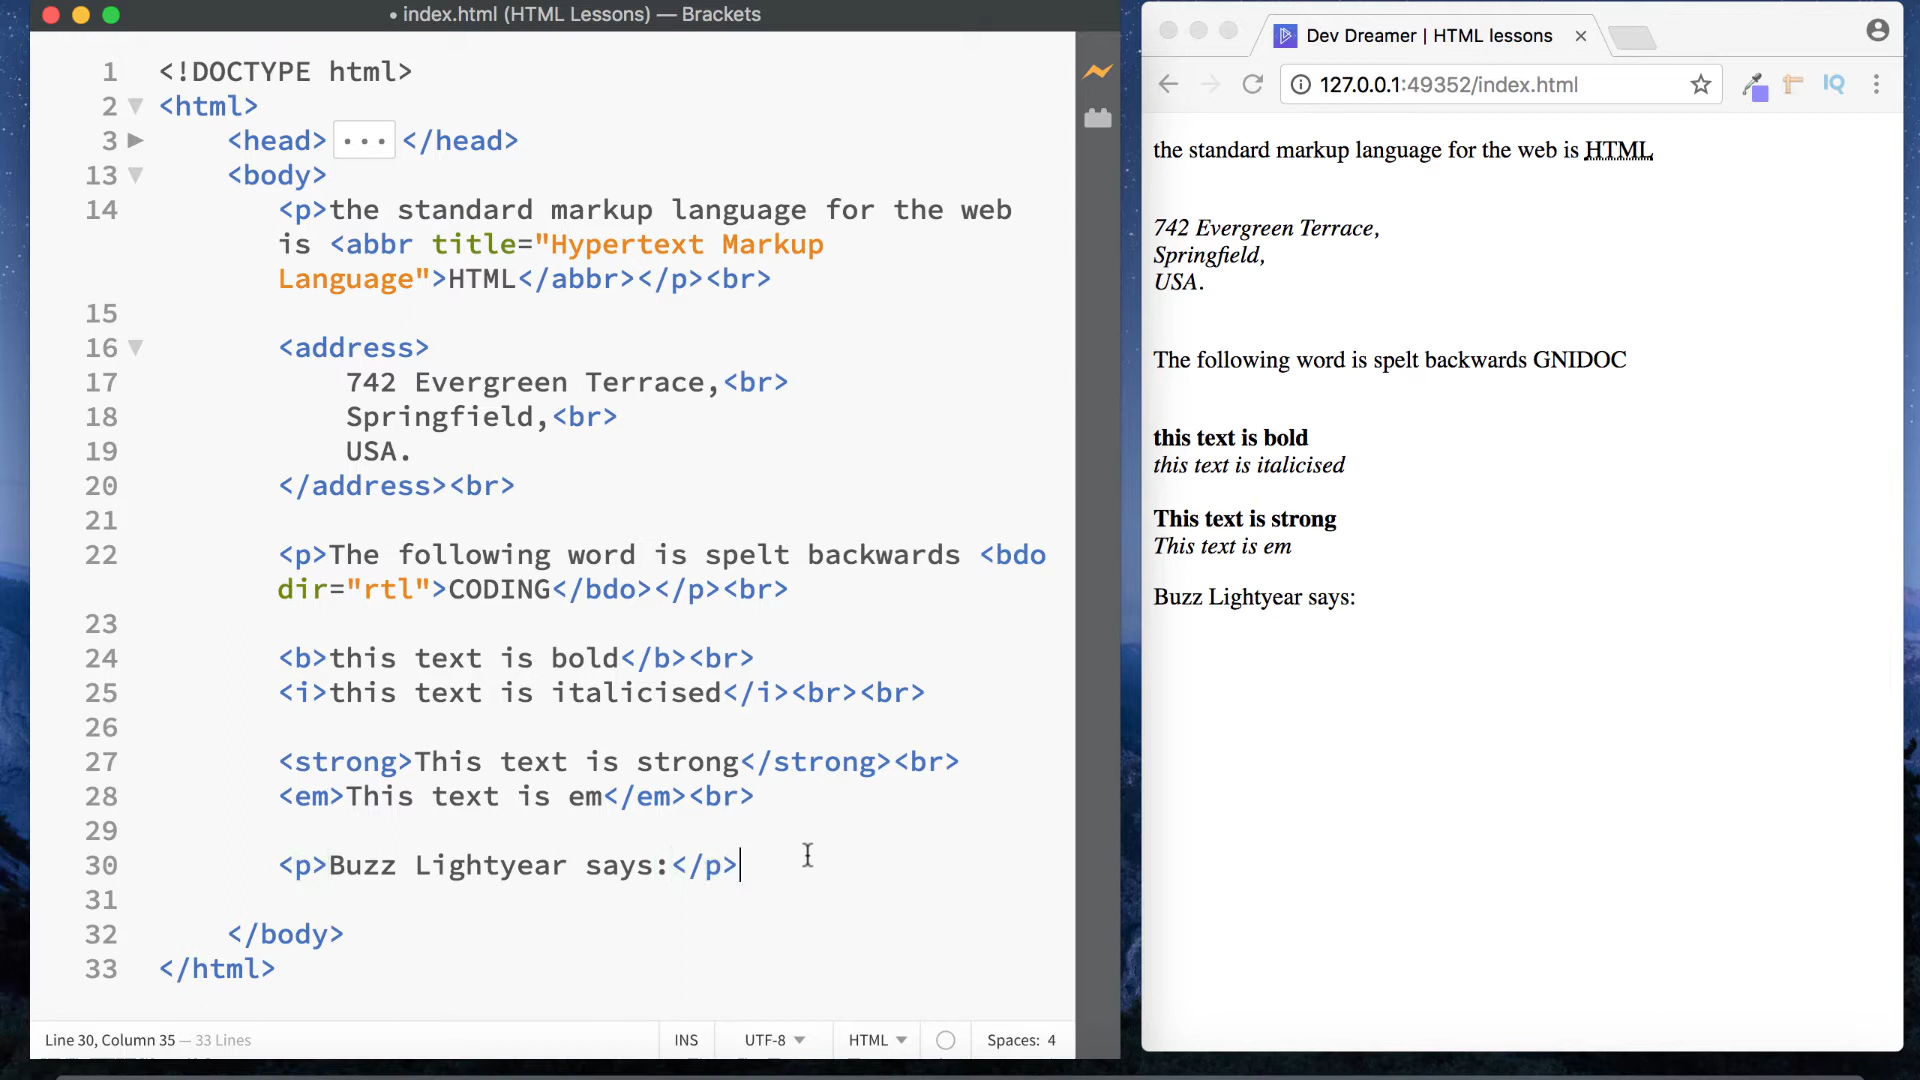 • index.html (HTML Lessons) — Brackets
1 <!DOCTYPE html>
2 <html>
3 <head> ... </head>
13 <body>
14 <p>the standard markup language for the web
is <abbr title="Hypertext Markup
Language">HTML</abbr></p><br>
15
16 <address>
17 742 Evergreen Terrace,<br>
18 Springfield,<br>
19 USA.
20 </address><br>
21
22 <p>The following word is spelt backwards <bdo
dir="rtl">CODING</bdo></p><br>
23
24 <b>this text is bold</b><br>
25 <i>this text is italicised</i><br><br>
26
27 <strong>This text is strong</strong><br>
28 <em>This text is em</em><br>
29
30 <p>Buzz Lightyear says:</p>
31
32 </body>
33 </html>
Line 30, Column 35 — 33 Lines INS UTF-8 HTML Spaces: 4
Dev Dreamer | HTML lessons
127.0.0.1:49352/index.html IQ
the standard markup language for the web is HTML
742 Evergreen Terrace,
Springfield,
USA.
The following word is spelt backwards GNIDOC
this text is bold
this text is italicised
This text is strong
This text is em
Buzz Lightyear says: